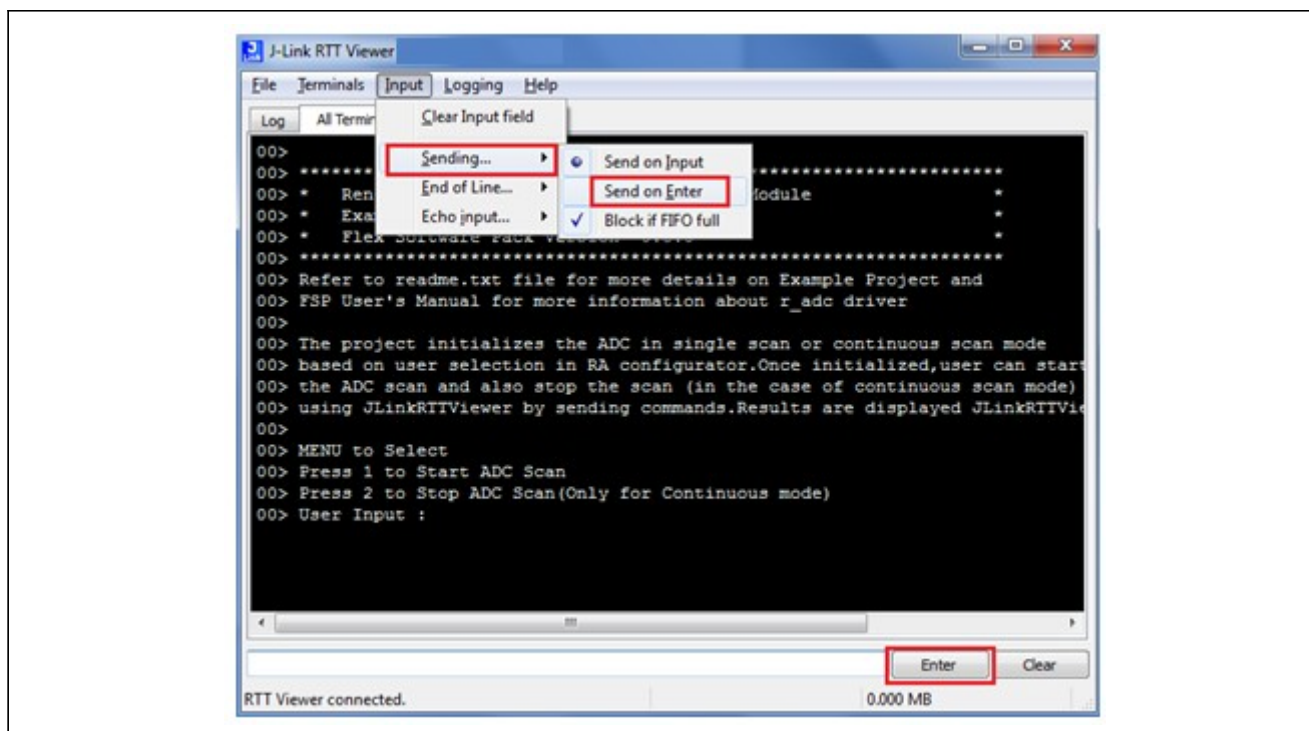 J-Link RTT Viewer
File Terminals Input Logging Help
Log All Termin
Clear Input field
Sending...
End of Line...
Echo input...
Send on Input
Send on Enter
Block if FIFO full
00>
00> *******                                    *************************
00> * Ren                                      Module *
00> * Exa *
00> * Flex Software Pack Version *
00> ******************************************************************
00> Refer to readme.txt file for more details on Example Project and
00> FSP User's Manual for more information about r_adc driver
00>
00> The project initializes the ADC in single scan or continuous scan mode
00> based on user selection in RA configurator.Once initialized,user can start
00> the ADC scan and also stop the scan (in the case of continuous scan mode)
00> using JLinkRTTViewer by sending commands.Results are displayed JLinkRTTVie
00>
00> MENU to Select
00> Press 1 to Start ADC Scan
00> Press 2 to Stop ADC Scan(Only for Continuous mode)
00> User Input :
Enter Clear
RTT Viewer connected. 0.000 MB